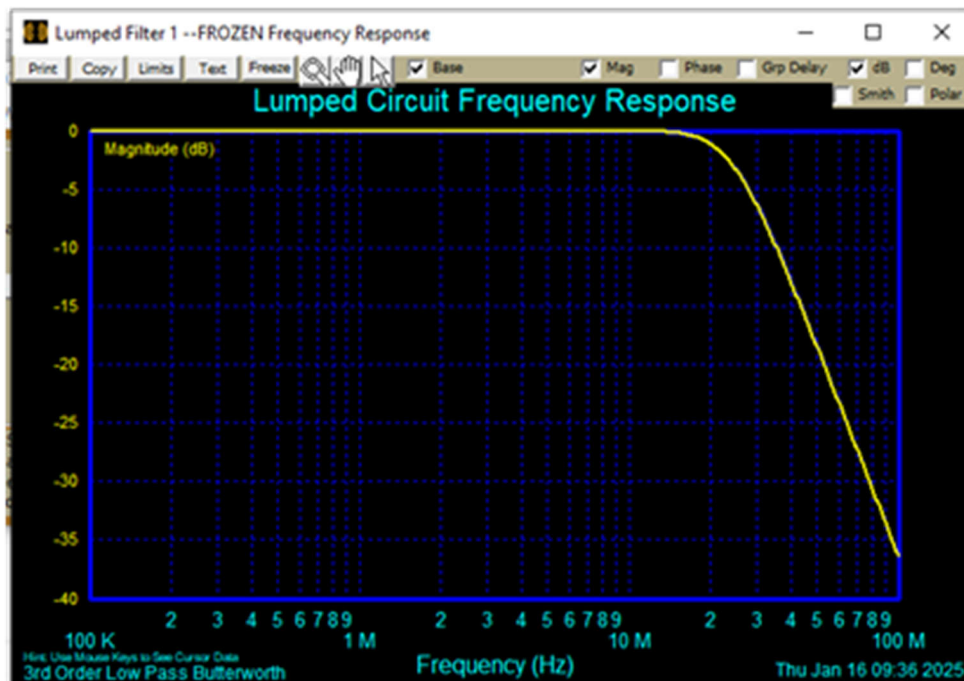 Lumped Filter 1 --FROZEN Frequency Response
Print Copy Limits Text Freeze Base Mag Phase Grp Delay dB Deg
Smith Polar
Lumped Circuit Frequency Response
0
Magnitude (dB)
-5
-10
-15
-20
-25
-30
-35
-40
2 3 4 5 6 7 8 9 2 3 4 5 6 7 8 9 2 3 4 5 6 7 8 9
100 K 1 M 10 M 100 M
Hint: Use Mouse Keys to See Cursor Data
Frequency (Hz)
3rd Order Low Pass Butterworth Thu Jan 16 09:36 2025